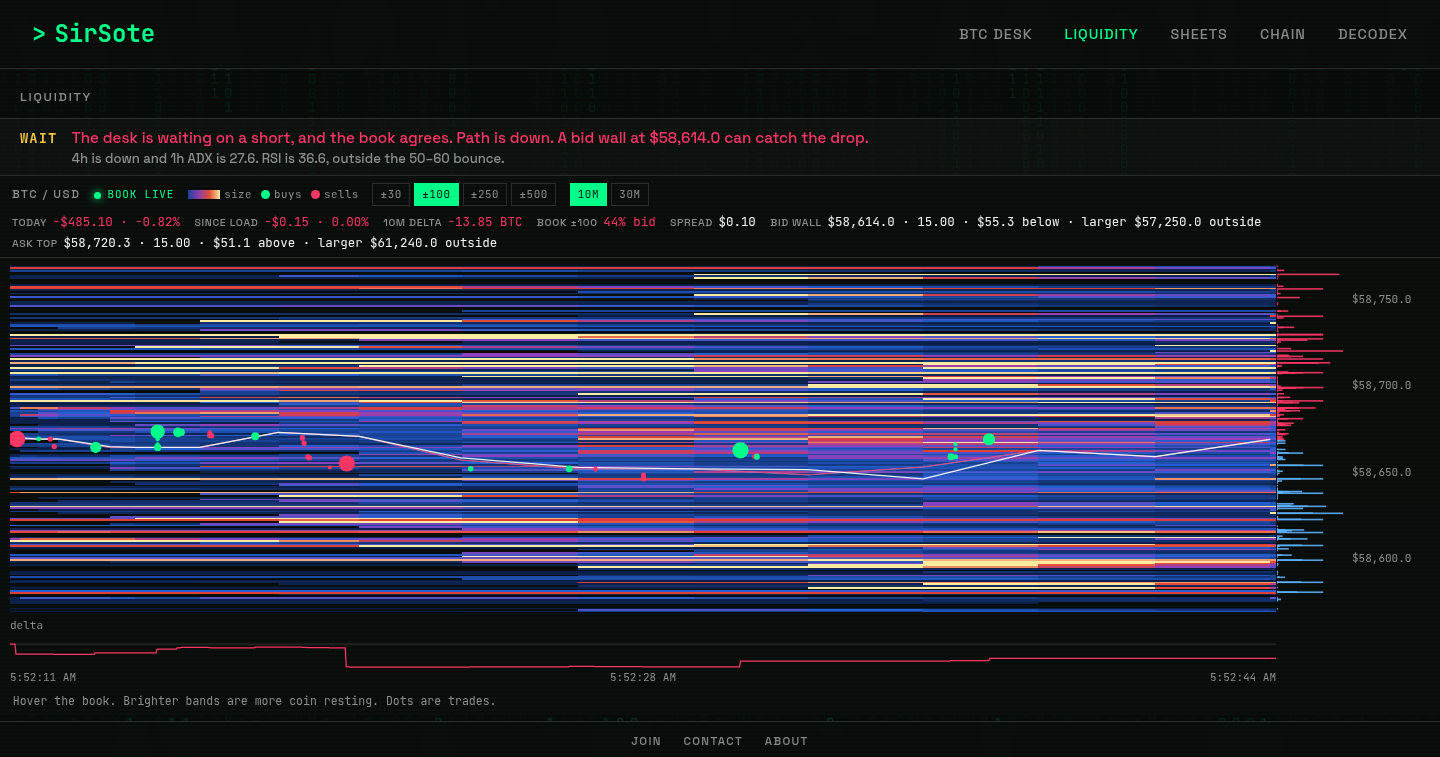 > SirSote
BTC DESK LIQUIDITY SHEETS CHAIN DECODEX
LIQUIDITY
WAIT The desk is waiting on a short, and the book agrees. Path is down. A bid wall at $58,614.0 can catch the drop.
4h is down and 1h ADX is 27.6. RSI is 36.6, outside the 50–60 bounce.
BTC / USD BOOK LIVE size buys sells ±30 ±100 ±250 ±500 10M 30M
TODAY -$485.10 · -0.82% SINCE LOAD -$0.15 · 0.00% 10M DELTA -13.85 BTC BOOK ±100 44% bid SPREAD $0.10 BID WALL $58,614.0 · 15.00 · $55.3 below · larger $57,250.0 outside
ASK TOP $58,720.3 · 15.00 · $51.1 above · larger $61,240.0 outside
$58,750.0
$58,700.0
$58,650.0
$58,600.0
delta
5:52:11 AM 5:52:28 AM 5:52:44 AM
Hover the book. Brighter bands are more coin resting. Dots are trades.
JOIN CONTACT ABOUT